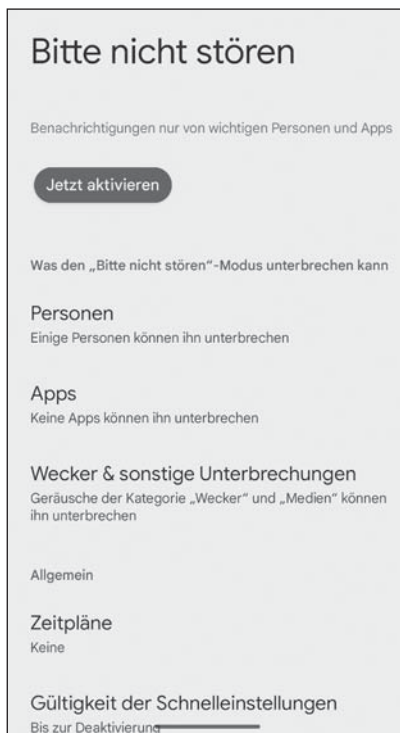 Bitte nicht stören
Benachrichtigungen nur von wichtigen Personen und Apps
Jetzt aktivieren
Was den „Bitte nicht stören“-Modus unterbrechen kann
Personen
Einige Personen können ihn unterbrechen
Apps
Keine Apps können ihn unterbrechen
Wecker & sonstige Unterbrechungen
Geräusche der Kategorie „Wecker“ und „Medien“ können
ihn unterbrechen
Allgemein
Zeitpläne
Keine
Gültigkeit der Schnelleinstellungen
Bis zur Deaktivierung